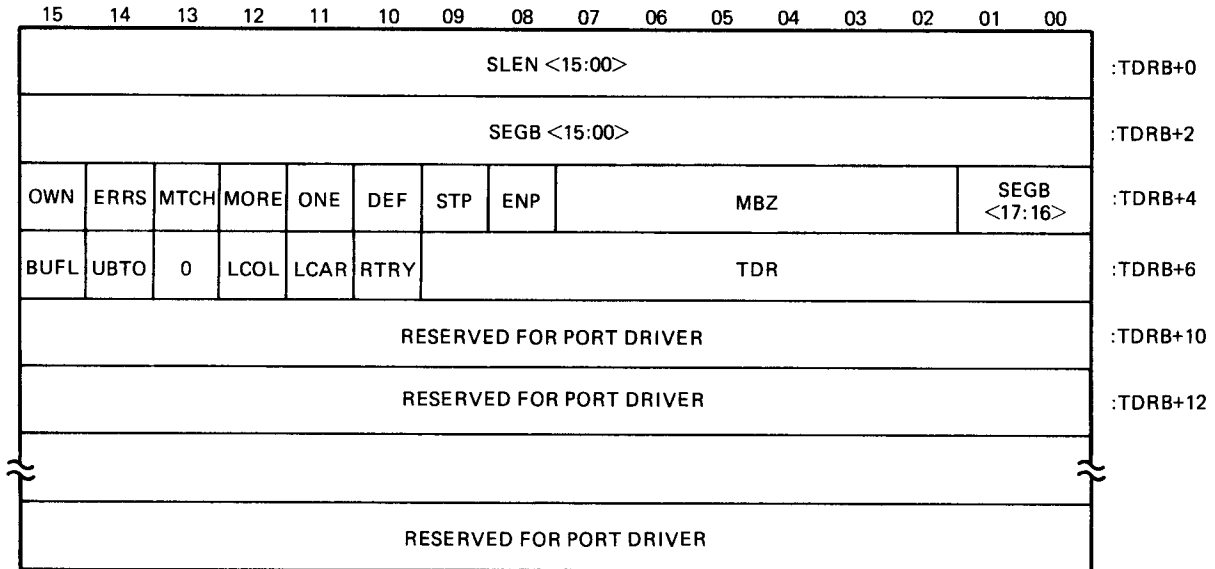 15 14 13 12 11 10 09 08 07 06 05 04 03 02 01 00
SLEN <15:00> :TDRB+0
SEGB <15:00> :TDRB+2
OWN ERRS MTCH MORE ONE DEF STP ENP MBZ SEGB <17:16> :TDRB+4
BUFL UBTO 0 LCOL LCAR RTRY TDR :TDRB+6
RESERVED FOR PORT DRIVER :TDRB+10
RESERVED FOR PORT DRIVER :TDRB+12
RESERVED FOR PORT DRIVER